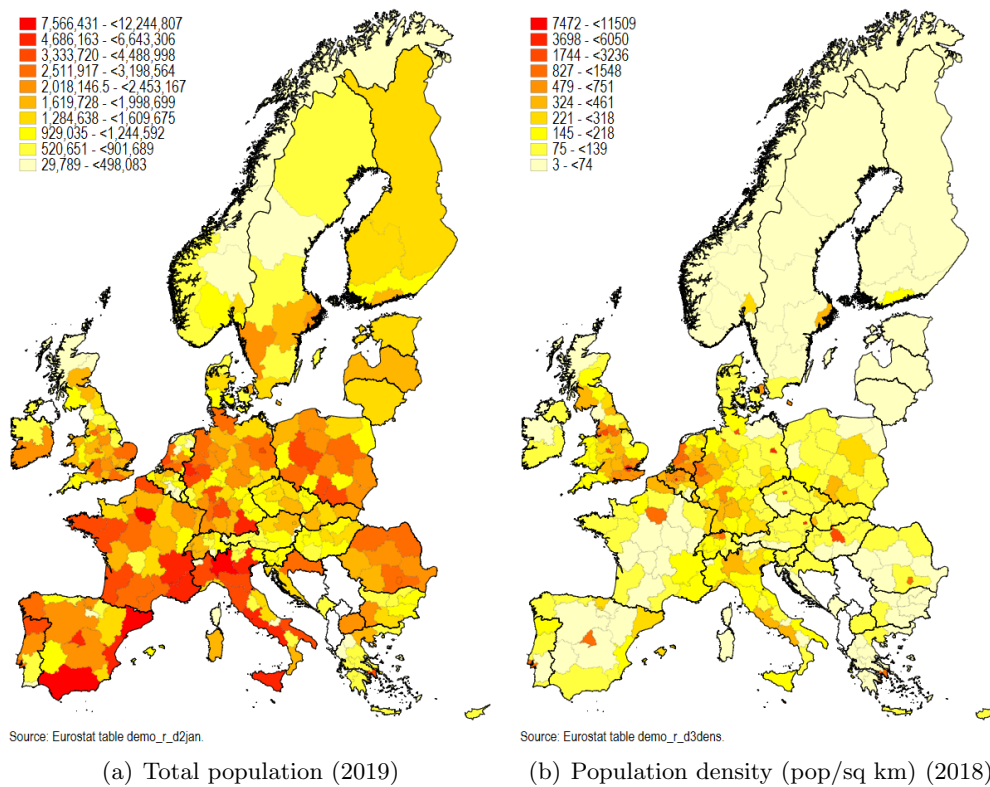 7,566,431 - <12,244,807
4,686,163 - <6,643,306
3,333,720 - <4,488,998
2,511,917 - <3,198,564
2,018,146.5 - <2,453,167
1,619,728 - <1,998,699
1,284,638 - <1,609,675
929,035 - <1,244,592
520,651 - <901,689
29,789 - <498,083
Source: Eurostat table demo_r_d2jan.
(a) Total population (2019)
7472 - <11509
3698 - <6050
1744 - <3236
827 - <1548
479 - <751
324 - <461
221 - <318
145 - <218
75 - <139
3 - <74
Source: Eurostat table demo_r_d3dens.
(b) Population density (pop/sq km) (2018)